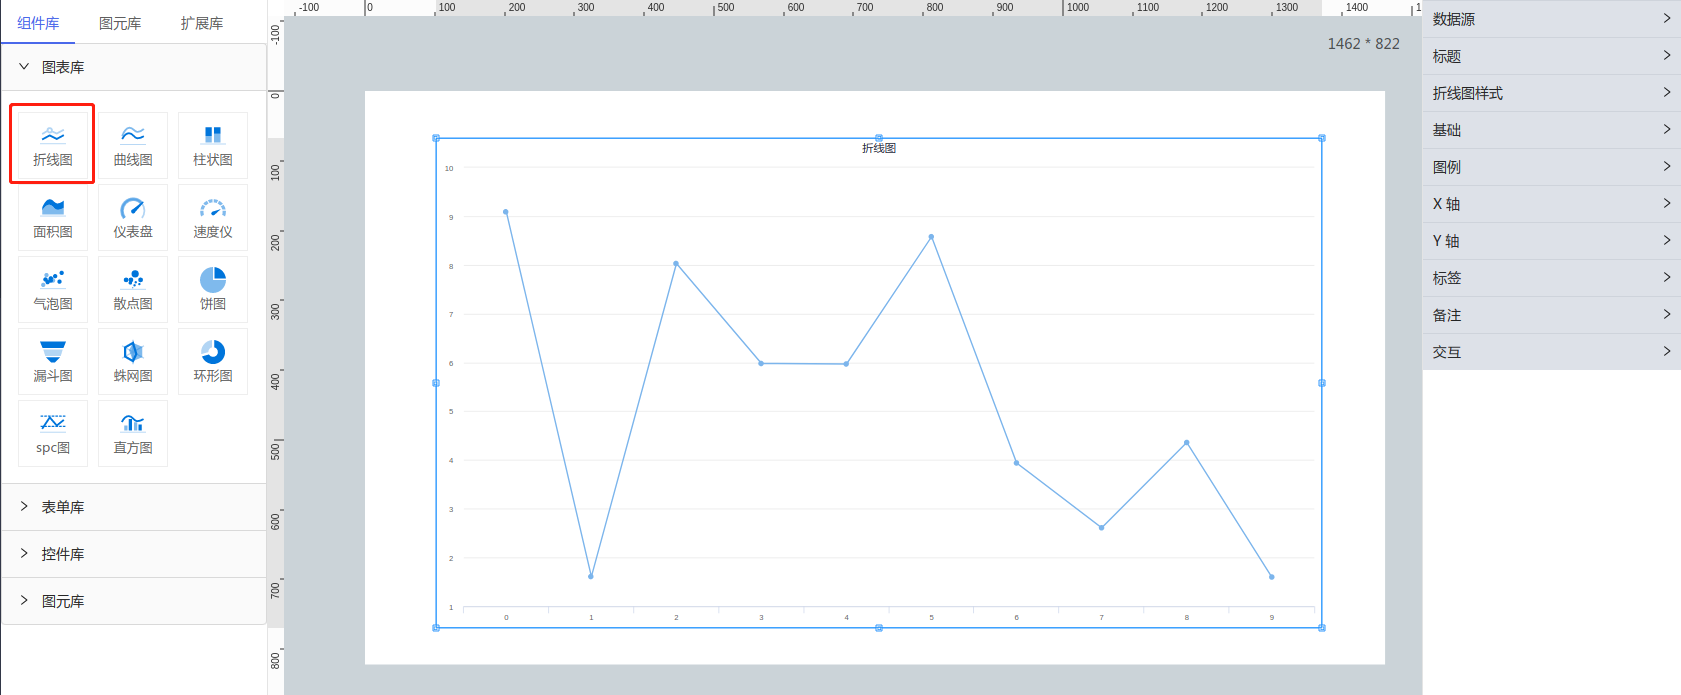 组件库 图元库 扩展库
图表库
折线图 曲线图 柱状图
面积图 仪表盘 速度仪
气泡图 散点图 饼图
漏斗图 蛛网图 环形图
spc图 直方图
表单库
控件库
图元库
-100 0 100 200 300 400 500 600 700 800 900 1000 1100 1200 1300 1400 1
-100
0
100
200
300
400
500
600
700
800
1462 * 822
折线图
10
9
8
7
6
5
4
3
2
1
0 1 2 3 4 5 6 7 8 9
数据源
标题
折线图样式
基础
图例
X 轴
Y 轴
标签
备注
交互